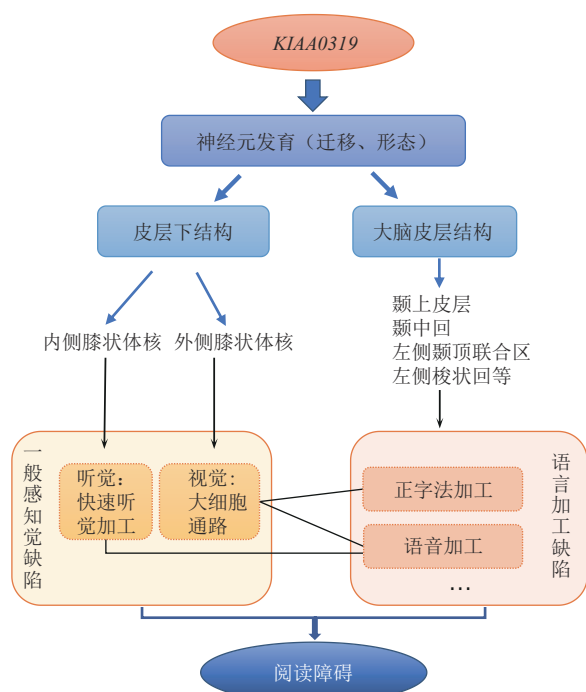 KIAA0319
神经元发育（迁移、形态）
皮层下结构
大脑皮层结构
颞上皮层
颞中回
左侧颞顶联合区
左侧梭状回等
内侧膝状体核
外侧膝状体核
一般感知觉缺陷
听�：
快速听
觉加工
视觉：
大细胞
通路
正字法加工
语音加工
…
语言加工缺陷
阅读障碍